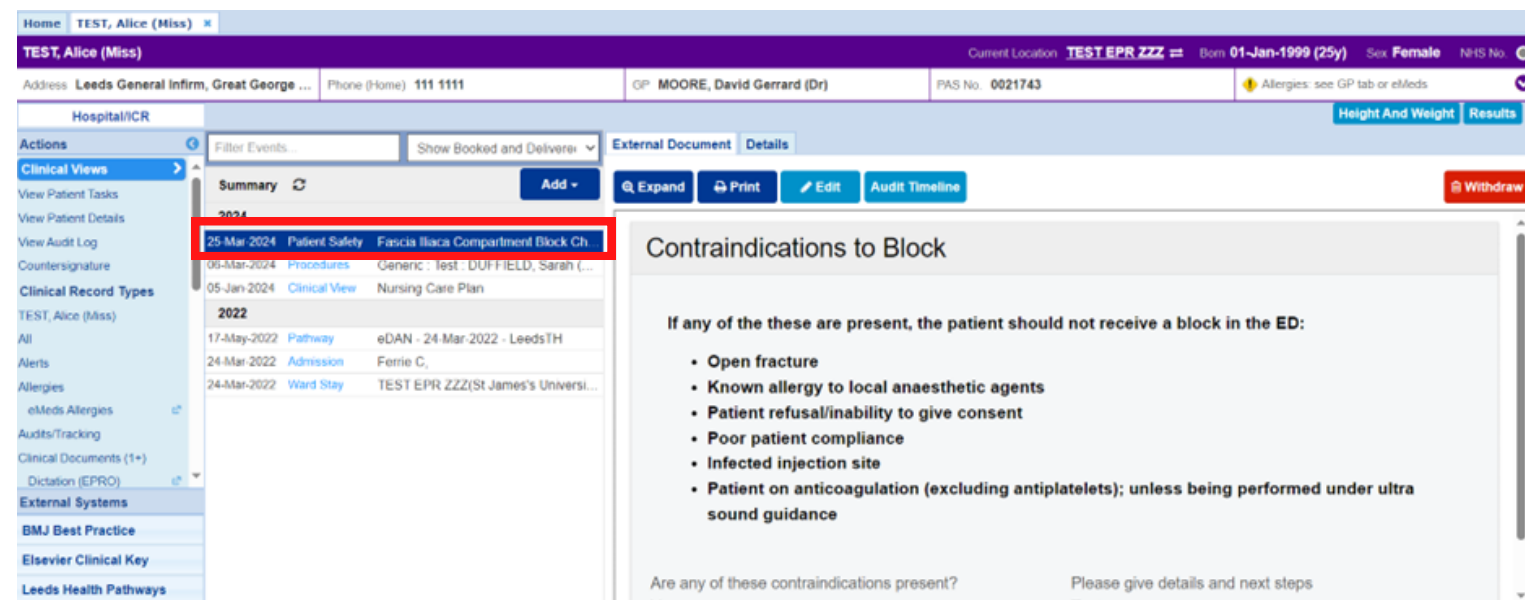 Home TEST, Alice (Miss) ×
TEST, Alice (Miss) Current Location TEST EPR ZZZ Born 01-Jan-1999 (25y) Sex Female NHS No.
Address Leeds General Infirm, Great George ... Phone (Home) 111 1111 GP MOORE, David Gerrard (Dr) PAS No. 0021743 Allergies: see GP tab or eMeds
Hospital/ICR Height And Weight Results
Actions
Clinical Views
View Patient Tasks
View Patient Details
View Audit Log
Countersignature
Clinical Record Types
TEST, Alice (Miss)
All
Alerts
Allergies
eMeds Allergies
Audits/Tracking
Clinical Documents (1+)
Dictation (EPRO)
External Systems
BMJ Best Practice
Elsevier Clinical Key
Leeds Health Pathways
Filter Events... Show Booked and Delivere
Summary Add
2024
25-Mar-2024 Patient Safety Fascia Iliaca Compartment Block Ch...
06-Mar-2024 Procedures Generic : Test : DUFFIELD, Sarah (...
05-Jan-2024 Clinical View Nursing Care Plan
2022
17-May-2022 Pathway eDAN - 24-Mar-2022 - LeedsTH
24-Mar-2022 Admission Ferrie C,
24-Mar-2022 Ward Stay TEST EPR ZZZ(St James's Universi...
External Document Details
Expand Print Edit Audit Timeline Withdraw
Contraindications to Block
If any of the these are present, the patient should not receive a block in the ED:
• Open fracture
• Known allergy to local anaesthetic agents
• Patient refusal/inability to give consent
• Poor patient compliance
• Infected injection site
• Patient on anticoagulation (excluding antiplatelets); unless being performed under ultra
sound guidance
Are any of these contraindications present? Please give details and next steps